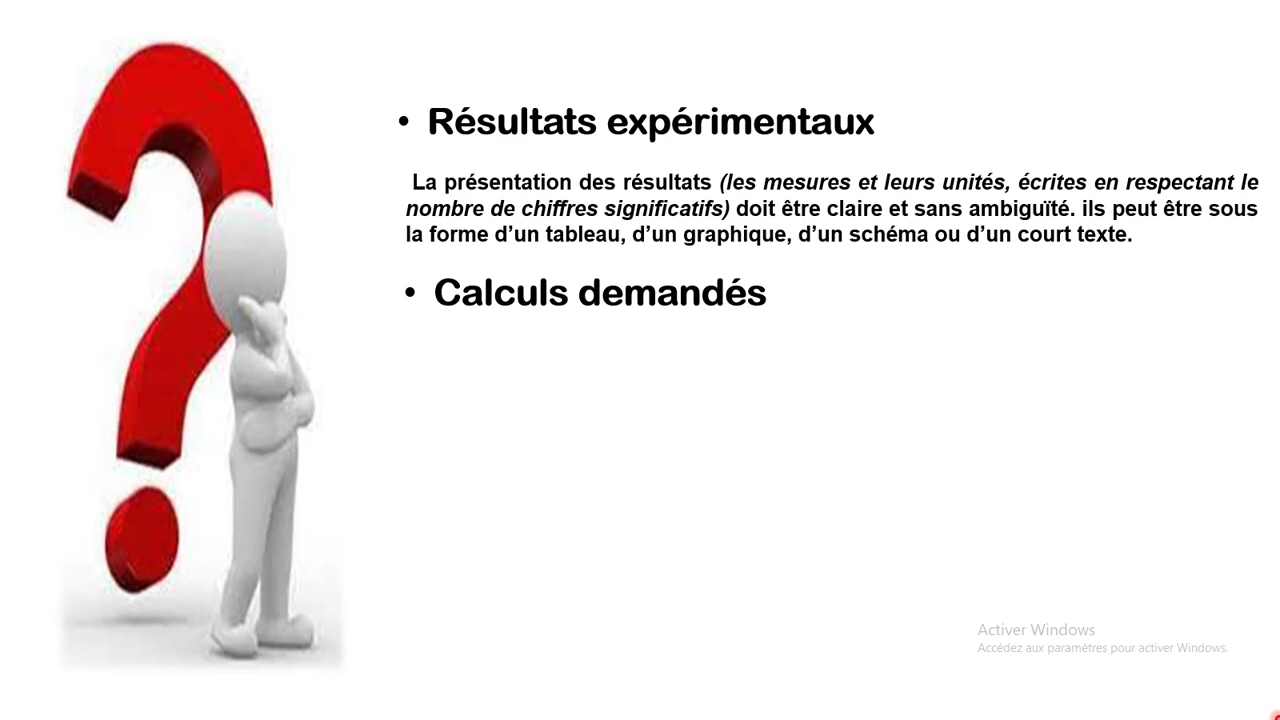 • Résultats expérimentaux
La présentation des résultats (les mesures et leurs unités, écrites en respectant le
nombre de chiffres significatifs) doit être claire et sans ambiguïté. ils peut être sous
la forme d’un tableau, d’un graphique, d’un schéma ou d’un court texte.
• Calculs demandés
Activer Windows
Accédez aux paramètres pour activer Windows.